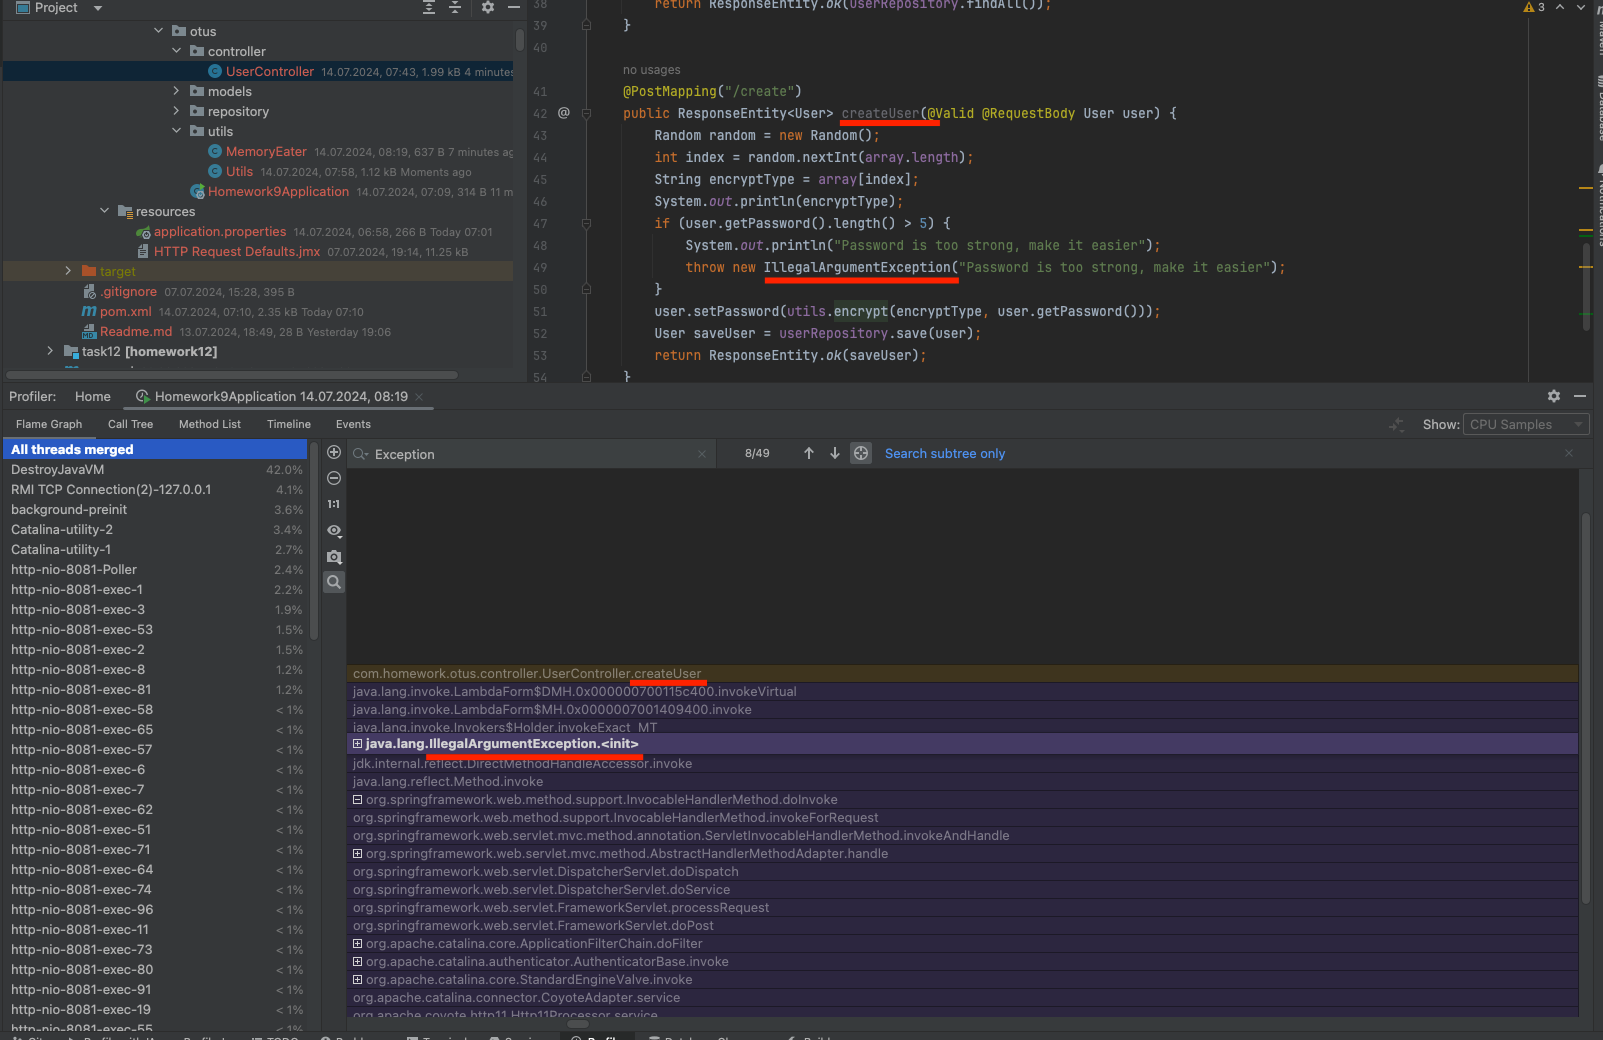 Project
otus
controller
UserController 14.07.2024, 07:43, 1.99 kB 4 minutes
models
repository
utils
MemoryEater 14.07.2024, 08:19, 637 B 7 minutes ag
Utils 14.07.2024, 07:58, 1.12 kB Moments ago
Homework9Application 14.07.2024, 07:09, 314 B 11 m
resources
application.properties 14.07.2024, 06:58, 266 B Today 07:01
HTTP Request Defaults.jmx 07.07.2024, 19:14, 11.25 kB
target
.gitignore 07.07.2024, 15:28, 395 B
pom.xml 14.07.2024, 07:10, 2.35 kB Today 07:10
Readme.md 13.07.2024, 18:49, 28 B Yesterday 19:06
task12 [homework12]
38 return ResponseEntity.ok(userRepository.findAll());
3
39 }
40
no usages
41 @PostMapping("/create")
42 @ public ResponseEntity<User> createUser(@Valid @RequestBody User user) {
43 Random random = new Random();
44 int index = random.nextInt(array.length);
45 String encryptType = array[index];
46 System.out.println(encryptType);
47 if (user.getPassword().length() > 5) {
48 System.out.println("Password is too strong, make it easier");
49 throw new IllegalArgumentException("Password is too strong, make it easier");
50 }
51 user.setPassword(utils.encrypt(encryptType, user.getPassword()));
52 User saveUser = userRepository.save(user);
53 return ResponseEntity.ok(saveUser);
54 }
Database
Profiler: Home Homework9Application 14.07.2024, 08:19
Flame Graph Call Tree Method List Timeline Events
Show: CPU Samples
All threads merged
DestroyJavaVM 42.0%
RMI TCP Connection(2)-127.0.0.1 4.1%
background-preinit 3.6%
Catalina-utility-2 3.4%
Catalina-utility-1 2.7%
http-nio-8081-Poller 2.4%
http-nio-8081-exec-1 2.2%
http-nio-8081-exec-3 1.9%
http-nio-8081-exec-53 1.5%
http-nio-8081-exec-2 1.5%
http-nio-8081-exec-8 1.2%
http-nio-8081-exec-81 1.2%
http-nio-8081-exec-58 < 1%
http-nio-8081-exec-65 < 1%
http-nio-8081-exec-57 < 1%
http-nio-8081-exec-6 < 1%
http-nio-8081-exec-7 < 1%
http-nio-8081-exec-62 < 1%
http-nio-8081-exec-51 < 1%
http-nio-8081-exec-71 < 1%
http-nio-8081-exec-64 < 1%
http-nio-8081-exec-74 < 1%
http-nio-8081-exec-96 < 1%
http-nio-8081-exec-11 < 1%
http-nio-8081-exec-73 < 1%
http-nio-8081-exec-80 < 1%
http-nio-8081-exec-91 < 1%
http-nio-8081-exec-19 < 1%
http-nio-8081-exec-55 < 1%
1:1
Exception
8/49
Search subtree only
com.homework.otus.controller.UserController.createUser
java.lang.invoke.LambdaForm$DMH.0x000000700115c400.invokeVirtual
java.lang.invoke.LambdaForm$MH.0x0000007001409400.invoke
java.lang.invoke.Invokers$Holder.invokeExact_MT
java.lang.IllegalArgumentException.<init>
jdk.internal.reflect.DirectMethodHandleAccessor.invoke
java.lang.reflect.Method.invoke
org.springframework.web.method.support.InvocableHandlerMethod.doInvoke
org.springframework.web.method.support.InvocableHandlerMethod.invokeForRequest
org.springframework.web.servlet.mvc.method.annotation.ServletInvocableHandlerMethod.invokeAndHandle
org.springframework.web.servlet.mvc.method.AbstractHandlerMethodAdapter.handle
org.springframework.web.servlet.DispatcherServlet.doDispatch
org.springframework.web.servlet.DispatcherServlet.doService
org.springframework.web.servlet.FrameworkServlet.processRequest
org.springframework.web.servlet.FrameworkServlet.doPost
org.apache.catalina.core.ApplicationFilterChain.doFilter
org.apache.catalina.authenticator.AuthenticatorBase.invoke
org.apache.catalina.core.StandardEngineValve.invoke
org.apache.catalina.connector.CoyoteAdapter.service
org.apache.coyote.http11.Http11Processor.service